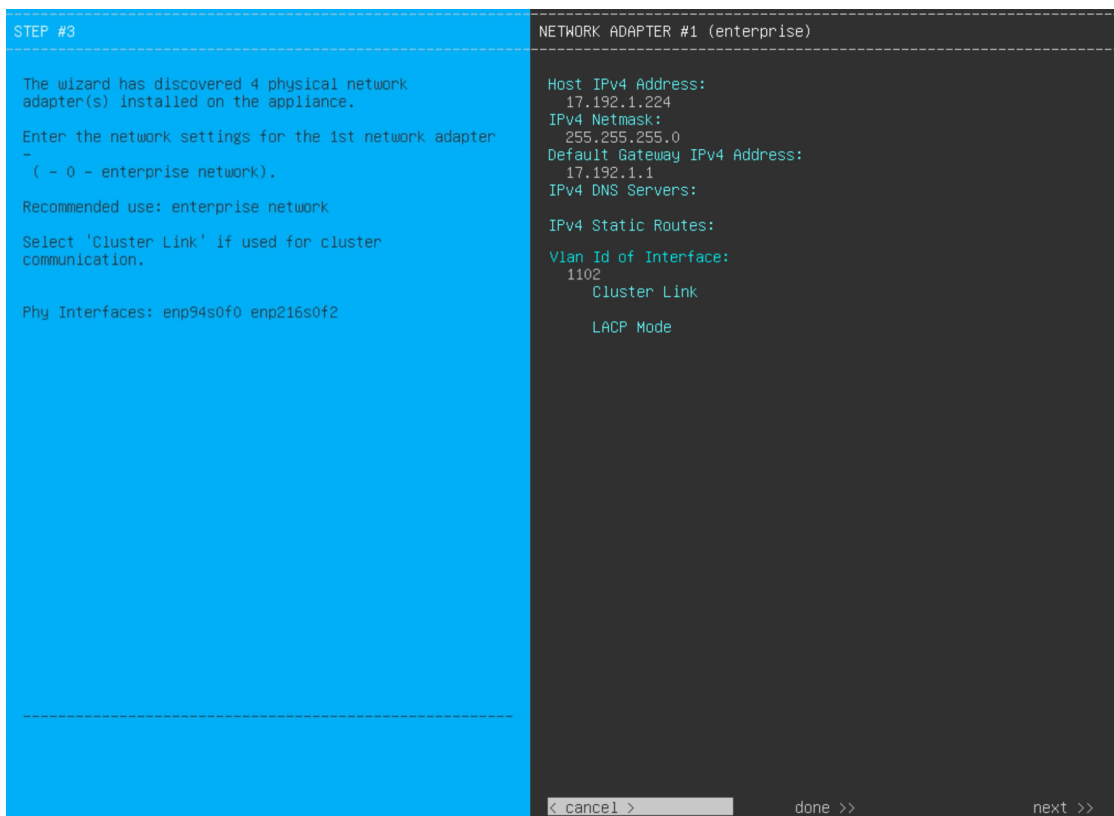 STEP #3
The wizard has discovered 4 physical network
adapter(s) installed on the appliance.
Enter the network settings for the 1st network adapter
-
( - 0 - enterprise network).
Recommended use: enterprise network
Select 'Cluster Link' if used for cluster
communication.
Phy Interfaces: enp94s0f0 enp216s0f2
NETWORK ADAPTER #1 (enterprise)
Host IPv4 Address:
17.192.1.224
IPv4 Netmask:
255.255.255.0
Default Gateway IPv4 Address:
17.192.1.1
IPv4 DNS Servers:
IPv4 Static Routes:
Vlan Id of Interface:
1102
Cluster Link
LACP Mode
< cancel > done >> next >>